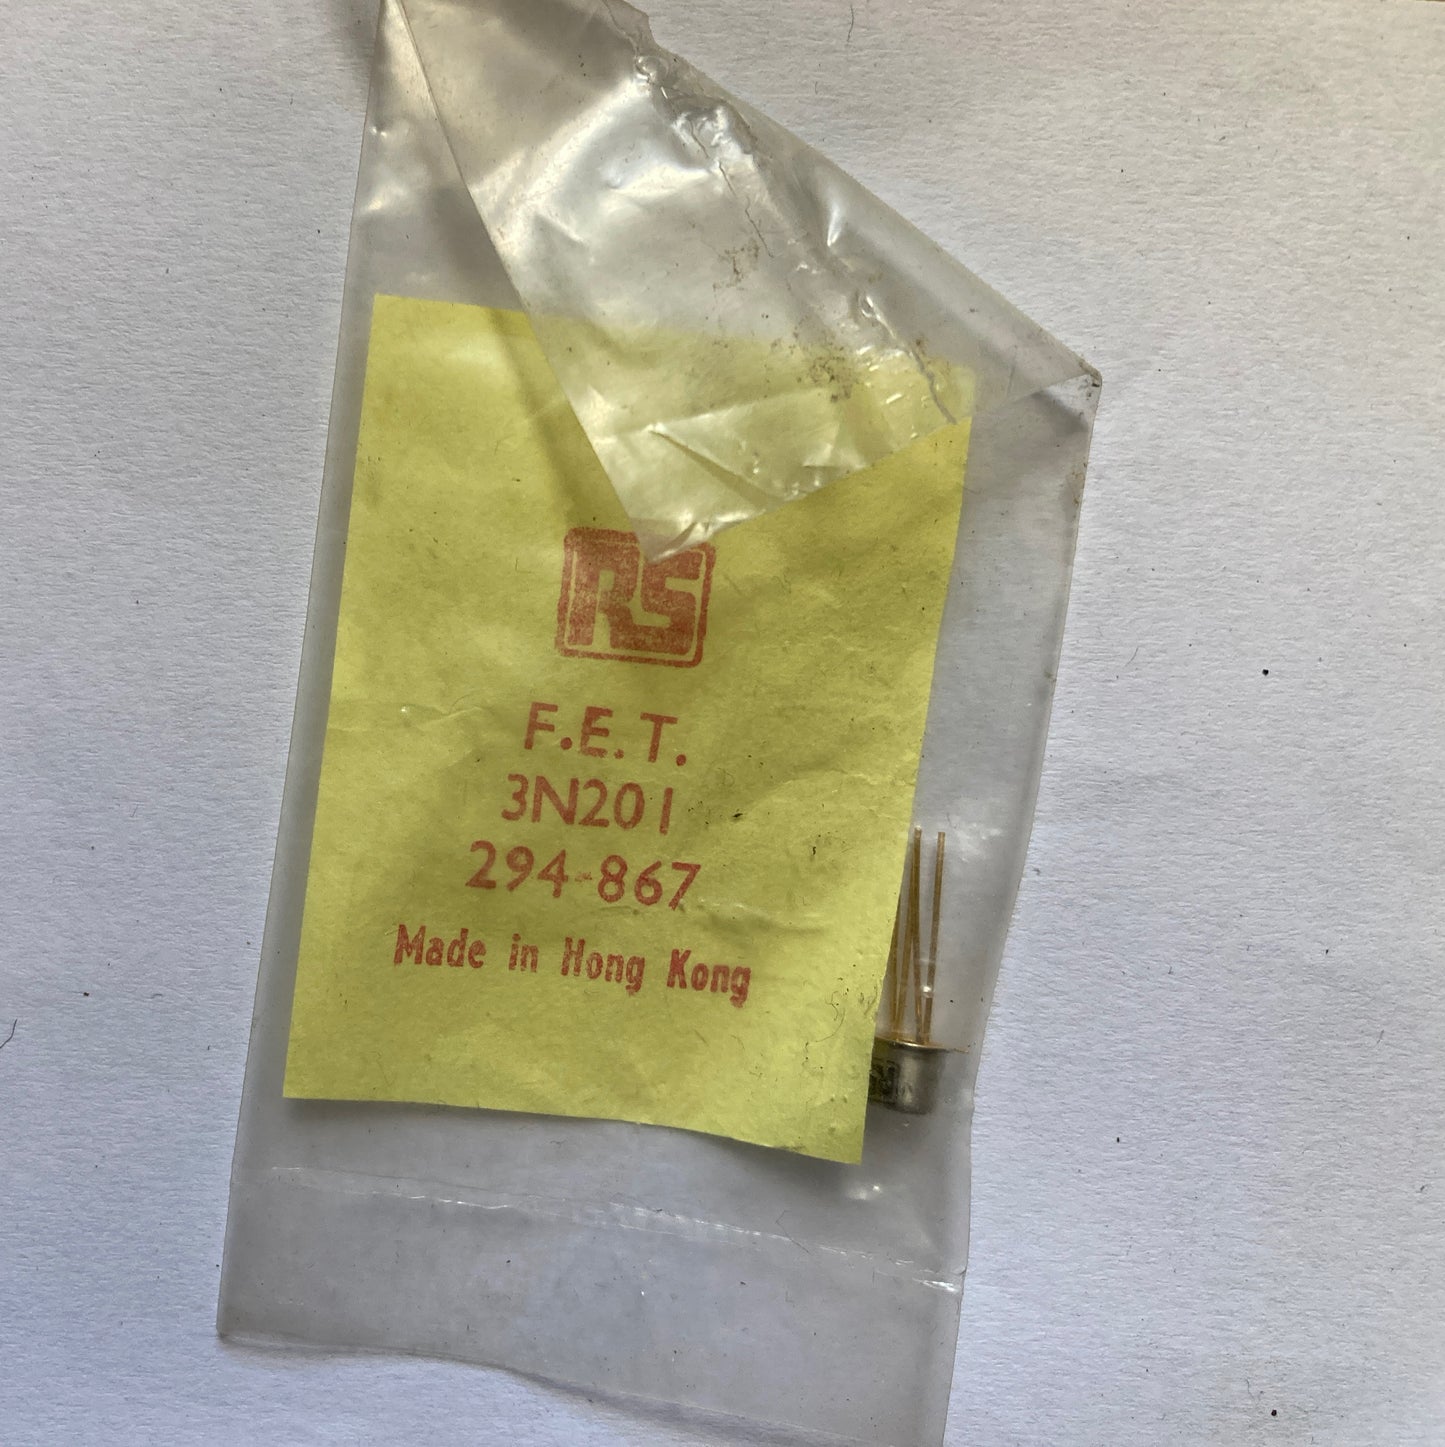 RS
F.E.T.
3N201
294-867
Made in Hong Kong